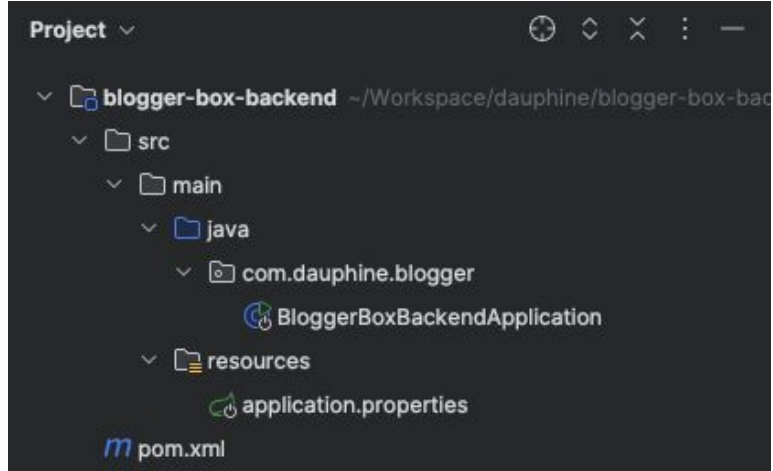 Project
blogger-box-backend ~/Workspace/dauphine/blogger-box-bac
src
main
java
com.dauphine.blogger
BloggerBoxBackendApplication
resources
application.properties
pom.xml